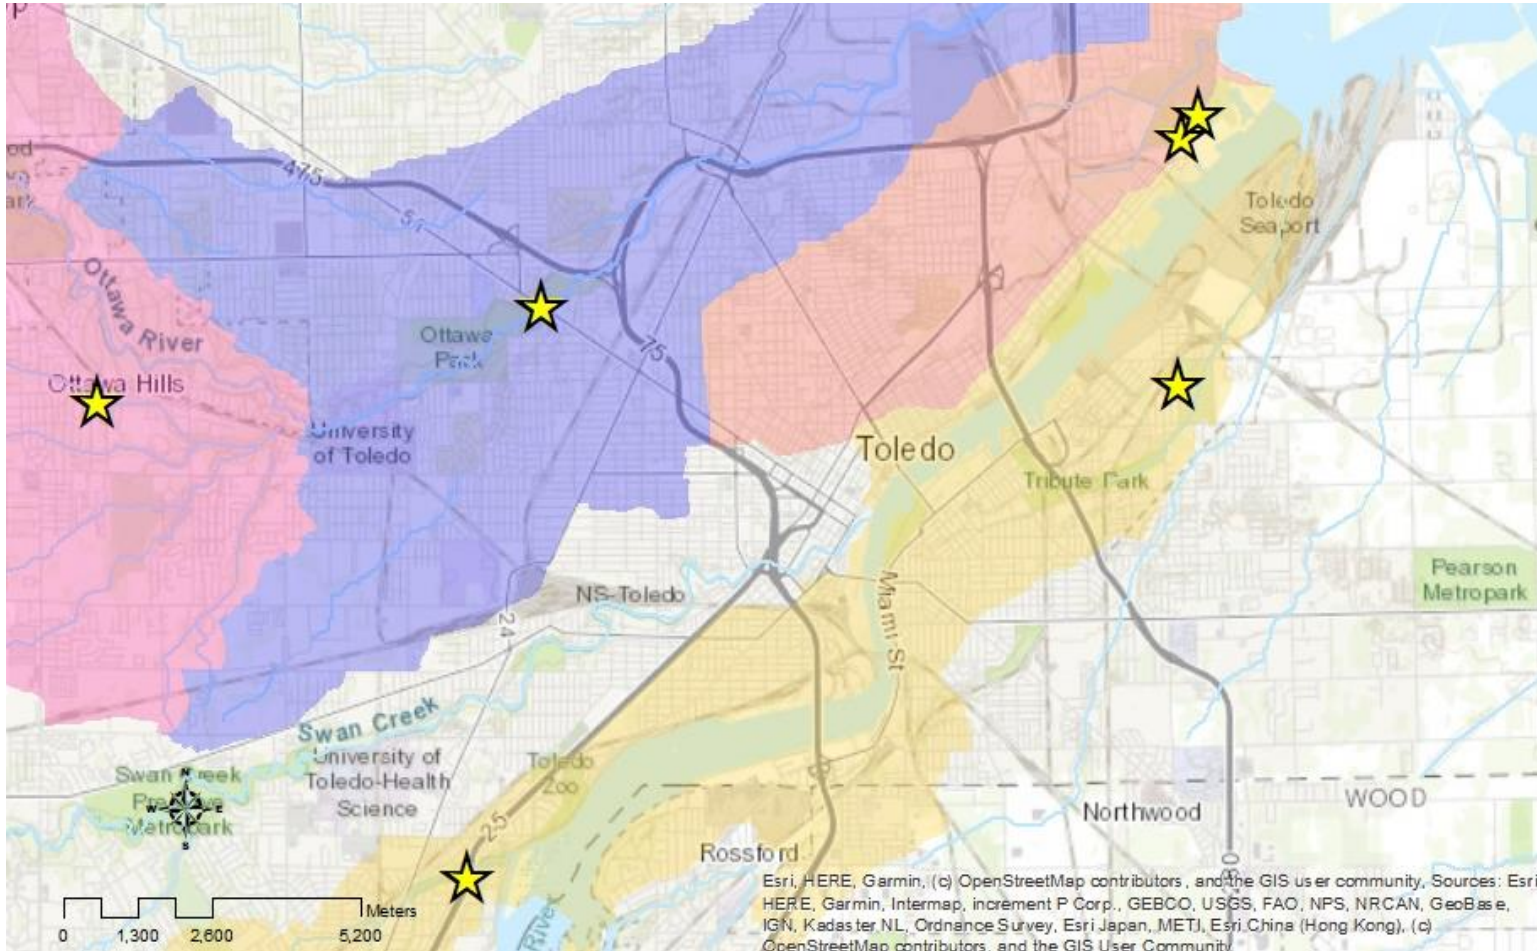 475
51
Toledo
Seaport
Ottawa River
Ottawa
Park
75
Ottawa Hills
University
of Toledo
Toledo
Tribute Park
Pearson
Metropark
NS-Toledo
24
Miami St
Swan Creek
University of
Toledo-Health
Science
Toledo
Zoo
Swan Creek
Preserve
Metropark
N
W E
S
25
Northwood
WOOD
Rossford
River
Meters
0 1,300 2,600 5,200
Esri, HERE, Garmin, (c) OpenStreetMap contributors, and the GIS user community, Sources: Esri
HERE, Garmin, Intermap, increment P Corp., GEBCO, USGS, FAO, NPS, NRCAN, GeoBase,
IGN, Kadaster NL, Ordnance Survey, Esri Japan, METI, Esri China (Hong Kong), (c)
OpenStreetMap contributors, and the GIS User Community